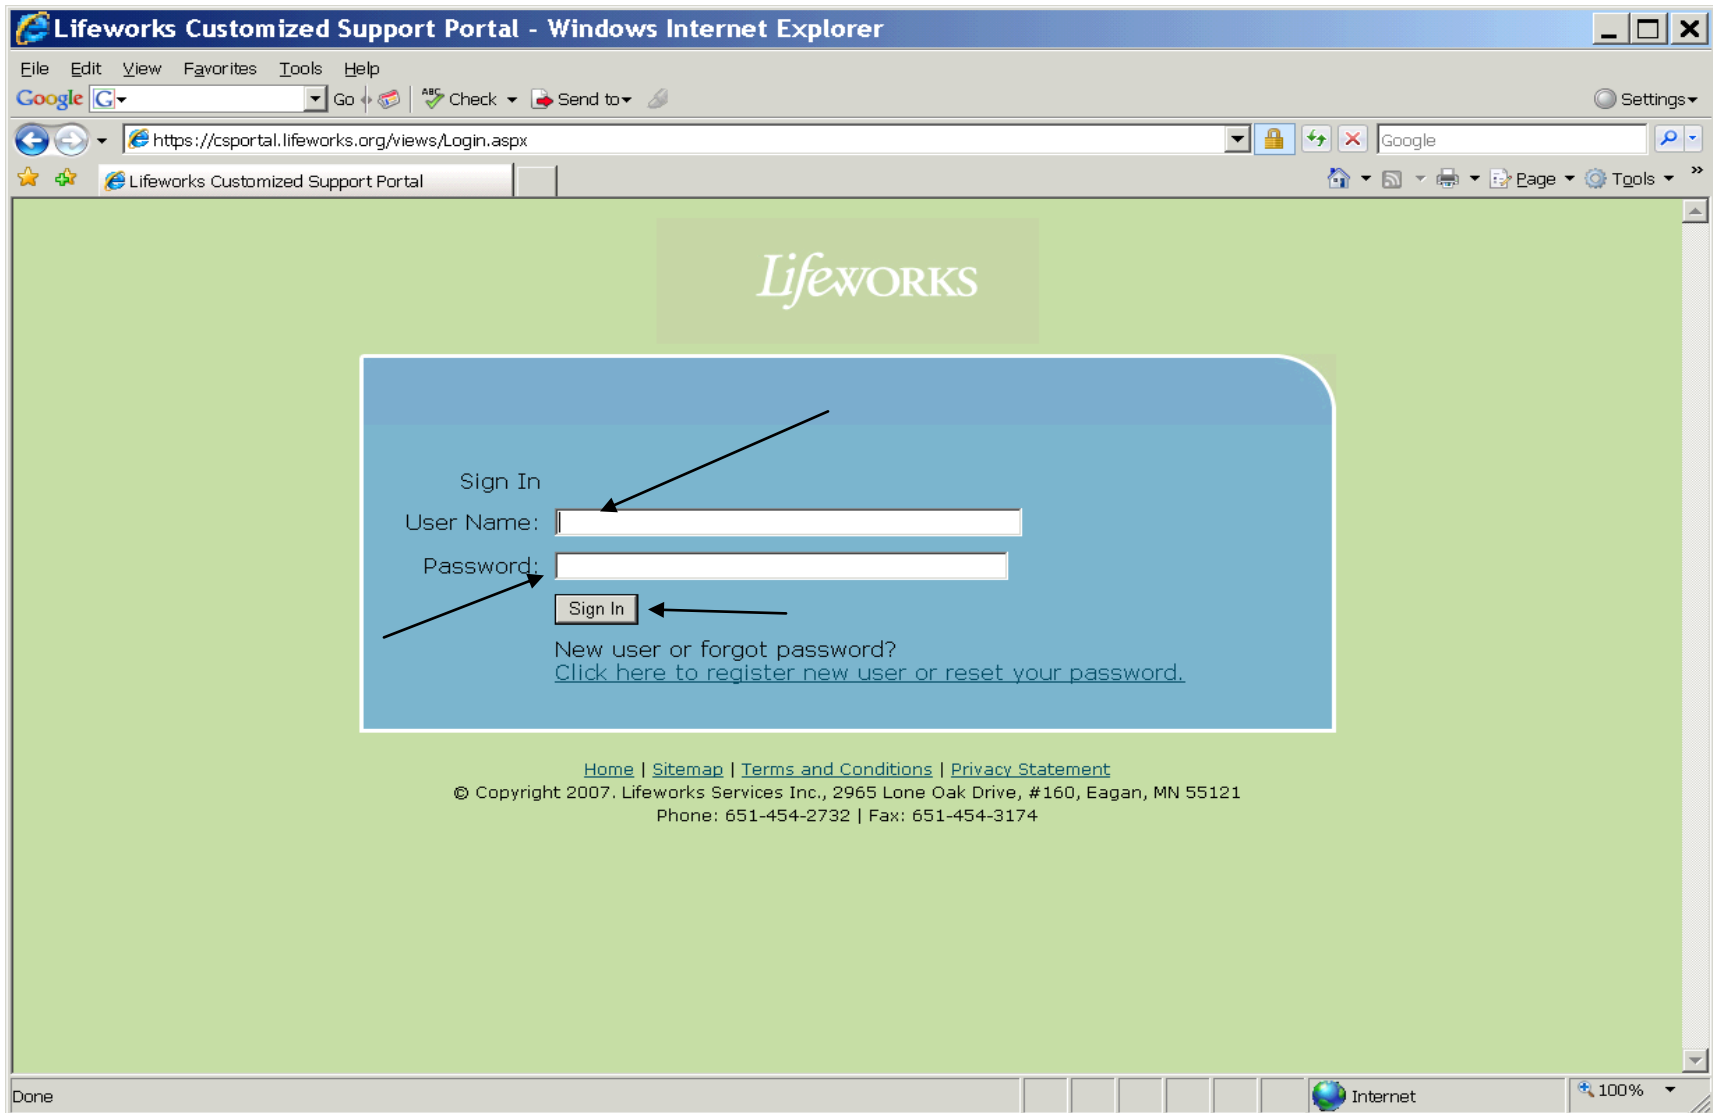 Lifeworks Customized Support Portal - Windows Internet Explorer
File Edit View Favorites Tools Help
Google G Go ABC Check Send to Settings
https://csportal.lifeworks.org/views/Login.aspx Google
Lifeworks Customized Support Portal Page Tools »
Lifeworks
Sign In
User Name:
Password:
Sign In
New user or forgot password?
Click here to register new user or reset your password.
Home | Sitemap | Terms and Conditions | Privacy Statement
© Copyright 2007. Lifeworks Services Inc., 2965 Lone Oak Drive, #160, Eagan, MN 55121
Phone: 651-454-2732 | Fax: 651-454-3174
Done Internet 100%